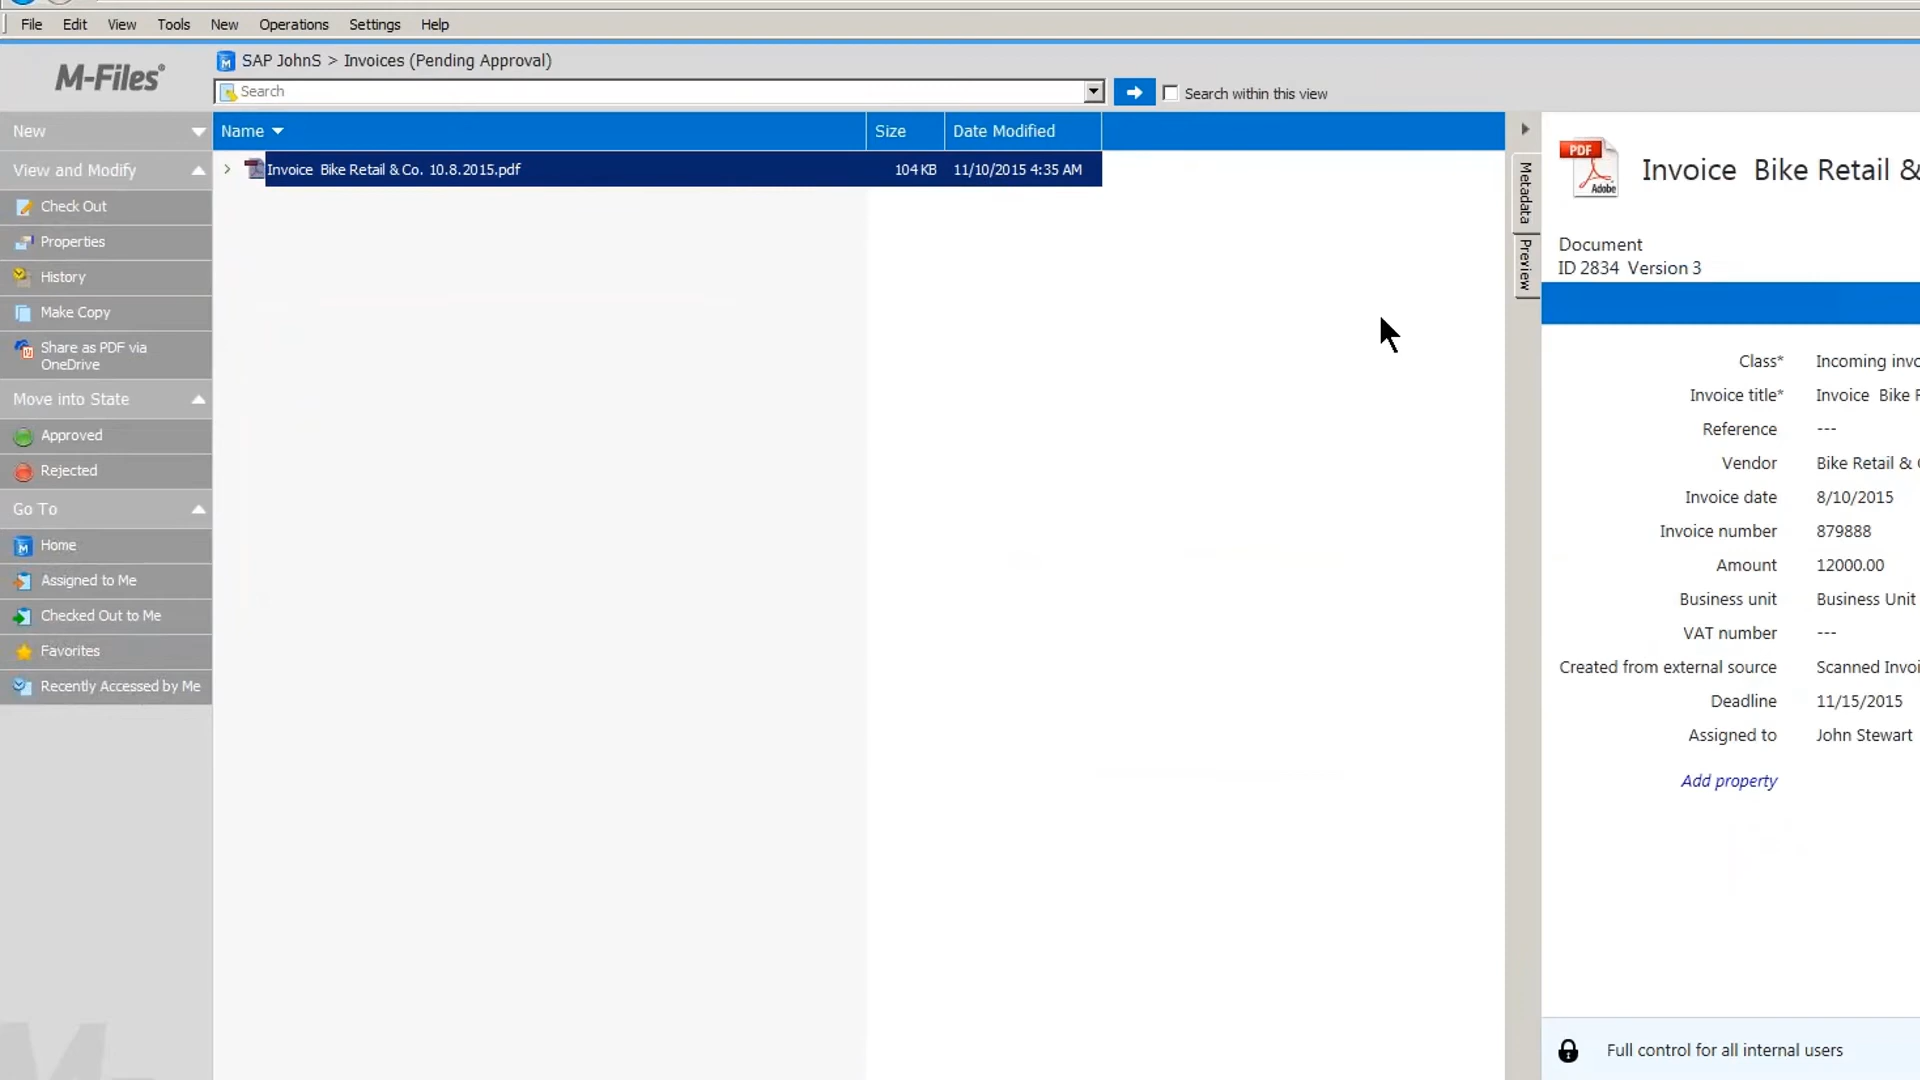 File Edit View Tools New Operations Settings Help
M-Files®
SAP JohnS > Invoices (Pending Approval)
Search
Search within this view
New
View and Modify
Check Out
Properties
History
Make Copy
Share as PDF via
OneDrive
Move into State
Approved
Rejected
Go To
Home
Assigned to Me
Checked Out to Me
Favorites
Recently Accessed by Me
Name Size Date Modified
Invoice Bike Retail & Co. 10.8.2015.pdf 104 KB 11/10/2015 4:35 AM
Metadata
Preview
PDF
Adobe
Invoice Bike Retail &
Document
ID 2834 Version 3
Class* Incoming invo
Invoice title* Invoice Bike
Reference ---
Vendor Bike Retail &
Invoice date 8/10/2015
Invoice number 879888
Amount 12000.00
Business unit Business Unit
VAT number ---
Created from external source Scanned Invoi
Deadline 11/15/2015
Assigned to John Stewart
Add property
Full control for all internal users